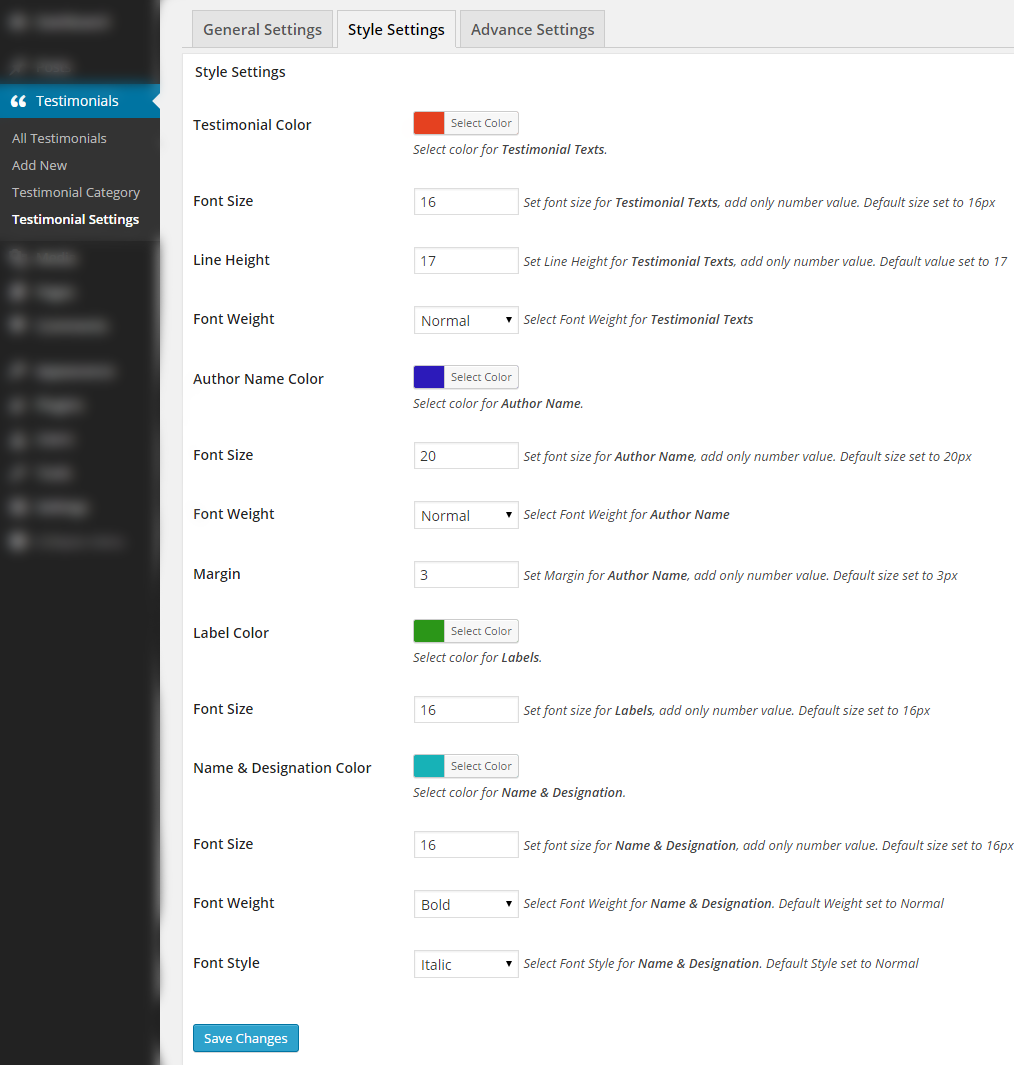 General Settings
Style Settings
Advance Settings
Testimonials
All Testimonials
Add New
Testimonial Category
Testimonial Settings
Style Settings
Testimonial Color
Select Color
Select color for Testimonial Texts.
Font Size
16
Set font size for Testimonial Texts, add only number value. Default size set to 16px
Line Height
17
Set Line Height for Testimonial Texts, add only number value. Default value set to 17
Font Weight
Normal
Select Font Weight for Testimonial Texts
Author Name Color
Select Color
Select color for Author Name.
Font Size
20
Set font size for Author Name, add only number value. Default size set to 20px
Font Weight
Normal
Select Font Weight for Author Name
Margin
3
Set Margin for Author Name, add only number value. Default size set to 3px
Label Color
Select Color
Select color for Labels.
Font Size
16
Set font size for Labels, add only number value. Default size set to 16px
Name & Designation Color
Select Color
Select color for Name & Designation.
Font Size
16
Set font size for Name & Designation, add only number value. Default size set to 16px
Font Weight
Bold
Select Font Weight for Name & Designation. Default Weight set to Normal
Font Style
Italic
Select Font Style for Name & Designation. Default Style set to Normal
Save Changes